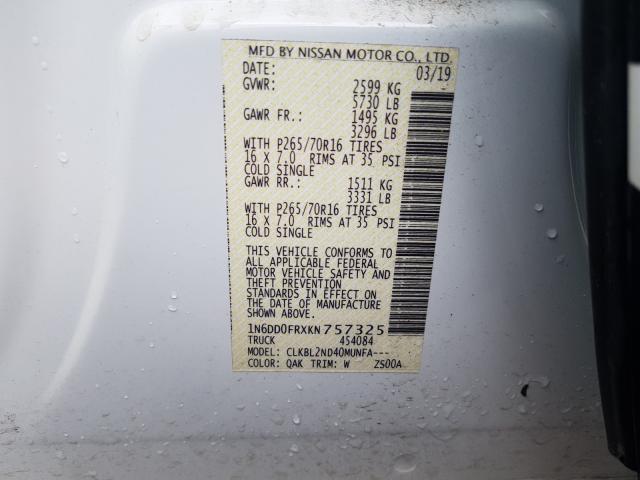 MFD BY NISSAN MOTOR CO., LTD.
DATE: 03/19
GVWR: 2599 KG
5730 LB
GAWR FR.: 1495 KG
3296 LB
WITH P265/70R16 TIRES
16 X 7.0 RIMS AT 35 PSI
COLD SINGLE
GAWR RR.: 1511 KG
3331 LB
WITH P265/70R16 TIRES
16 X 7.0 RIMS AT 35 PSI
COLD SINGLE
THIS VEHICLE CONFORMS TO
ALL APPLICABLE FEDERAL
MOTOR VEHICLE SAFETY AND
THEFT PREVENTION
STANDARDS IN EFFECT ON
THE DATE OF MANUFACTURE
SHOWN ABOVE.
1N6DD0FRXKN757325
TRUCK 454084
MODEL: CLKBL2ND40MUNFA---
COLOR: QAK TRIM: W ZS00A